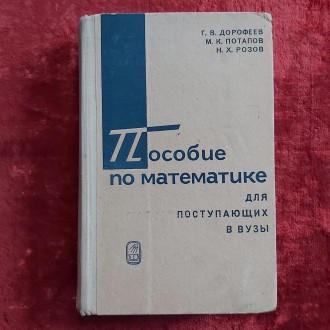 Г. В. ДОРОФЕЕВ
М. К. ПОТАПОВ
Н. Х. РОЗОВ
Пособие
по математике
ДЛЯ
ПОСТУПАЮЩИХ
В ВУЗЫ